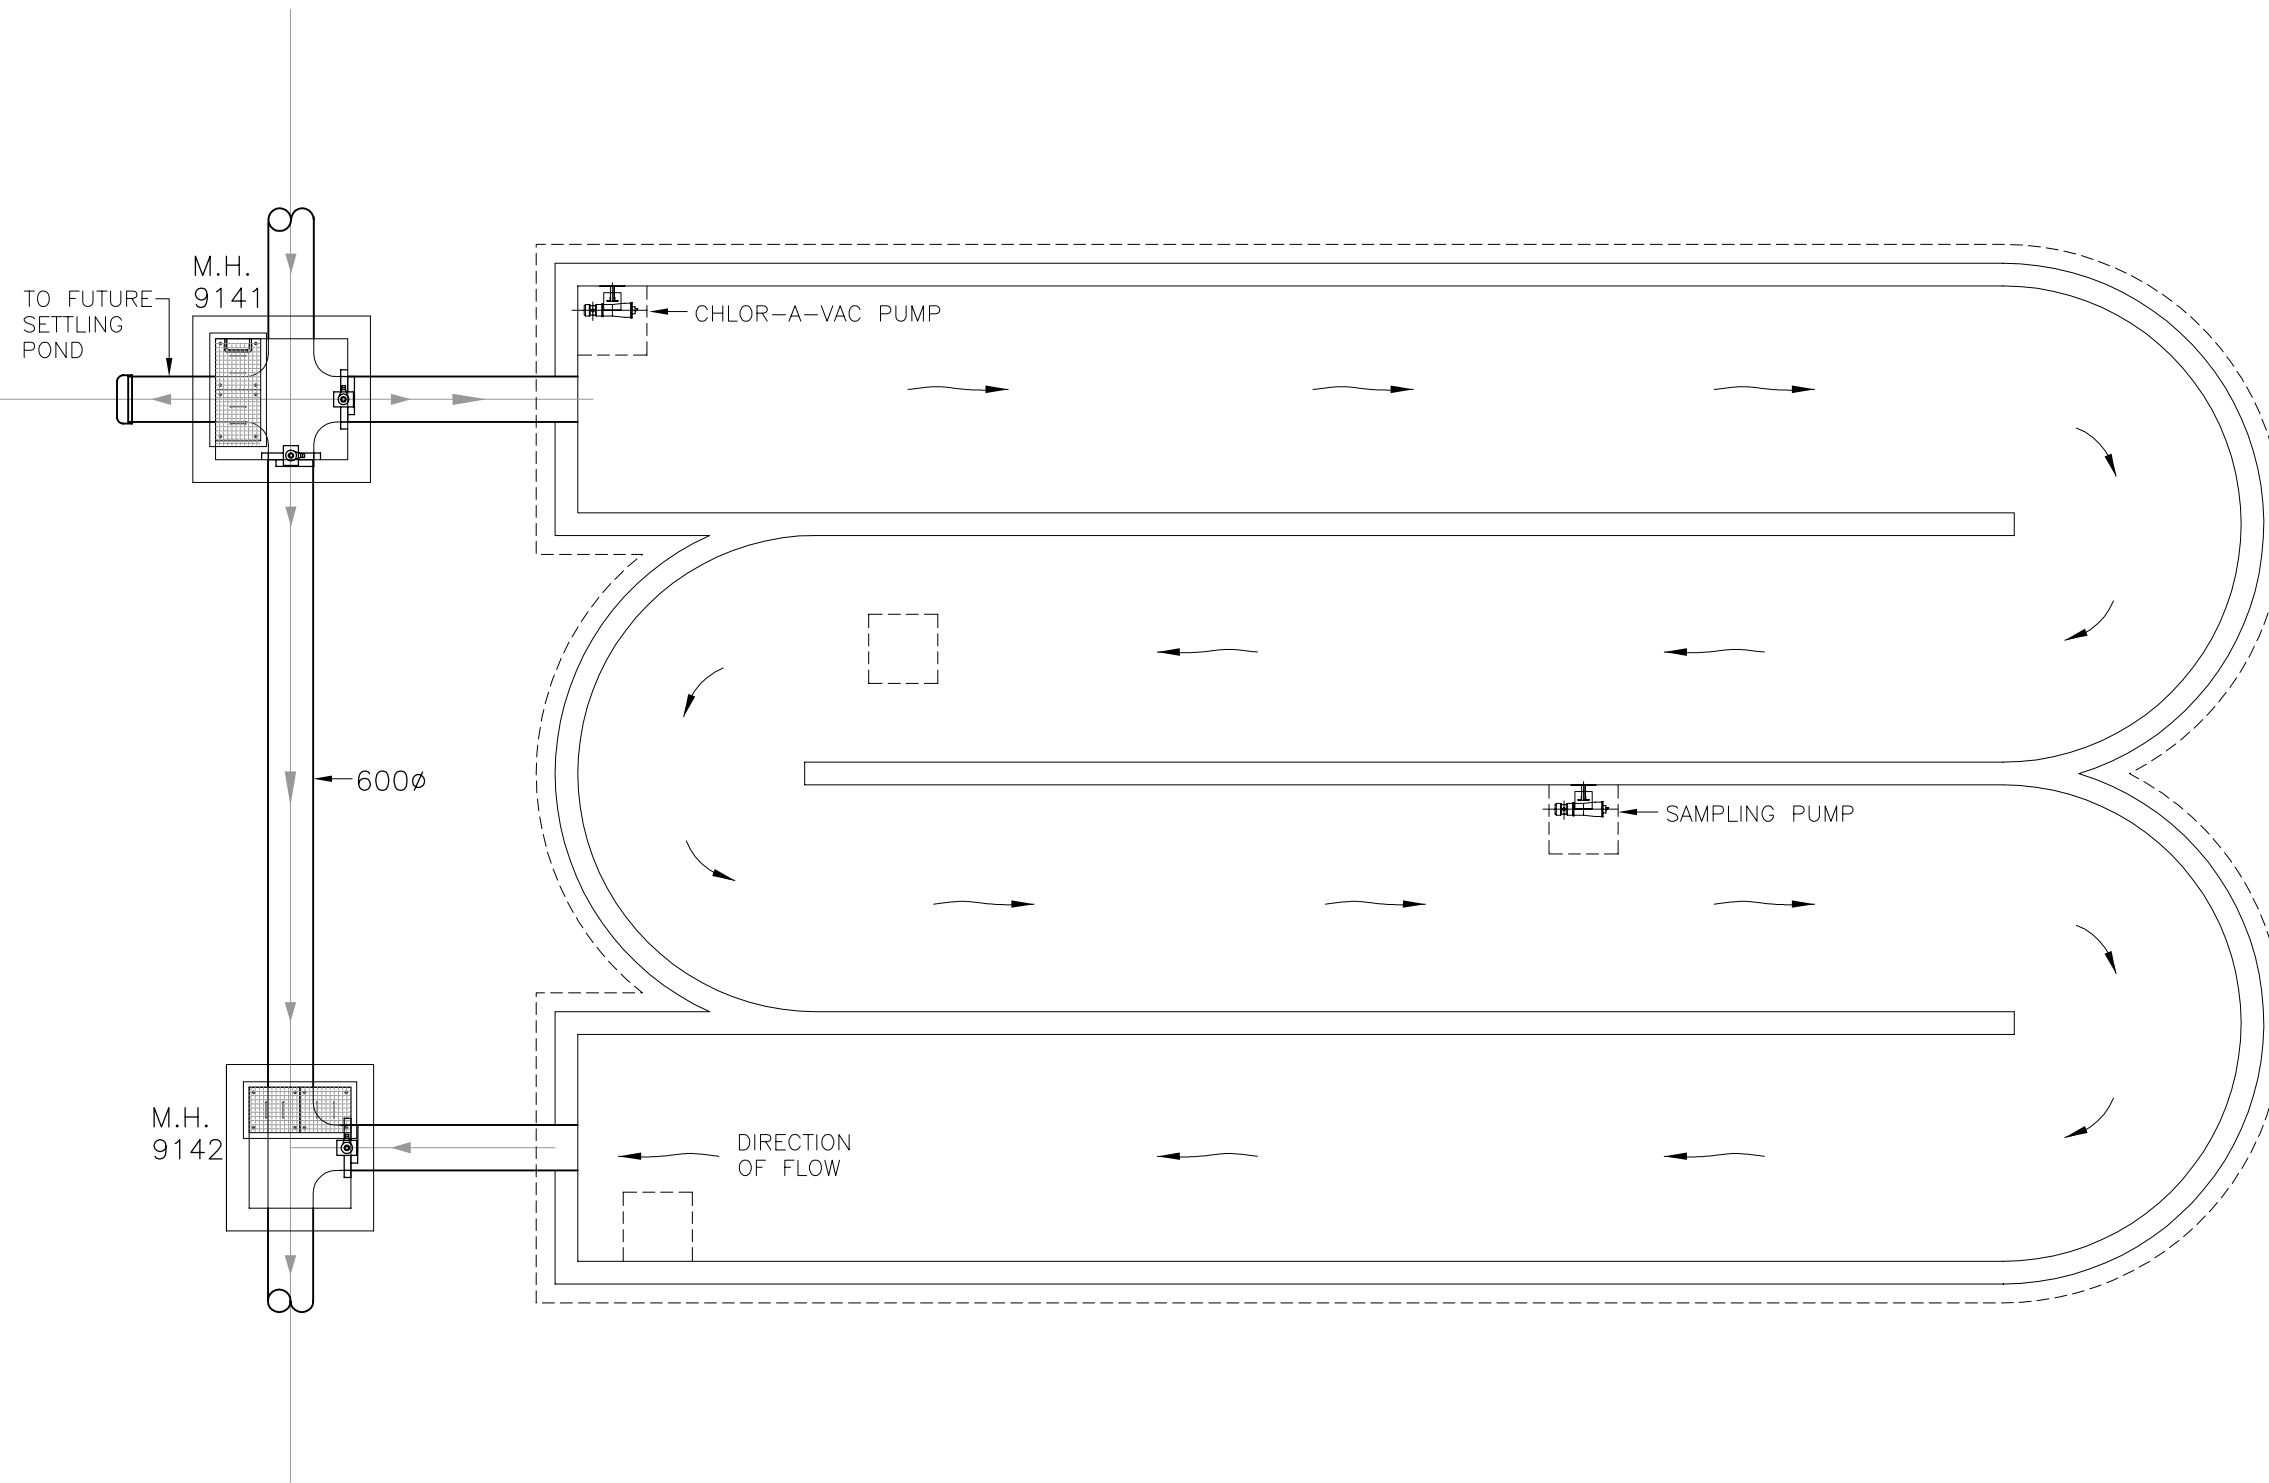 M.H.
9141
TO FUTURE
SETTLING
POND
CHLOR-A-VAC PUMP
600ø
SAMPLING PUMP
M.H.
9142
DIRECTION
OF FLOW